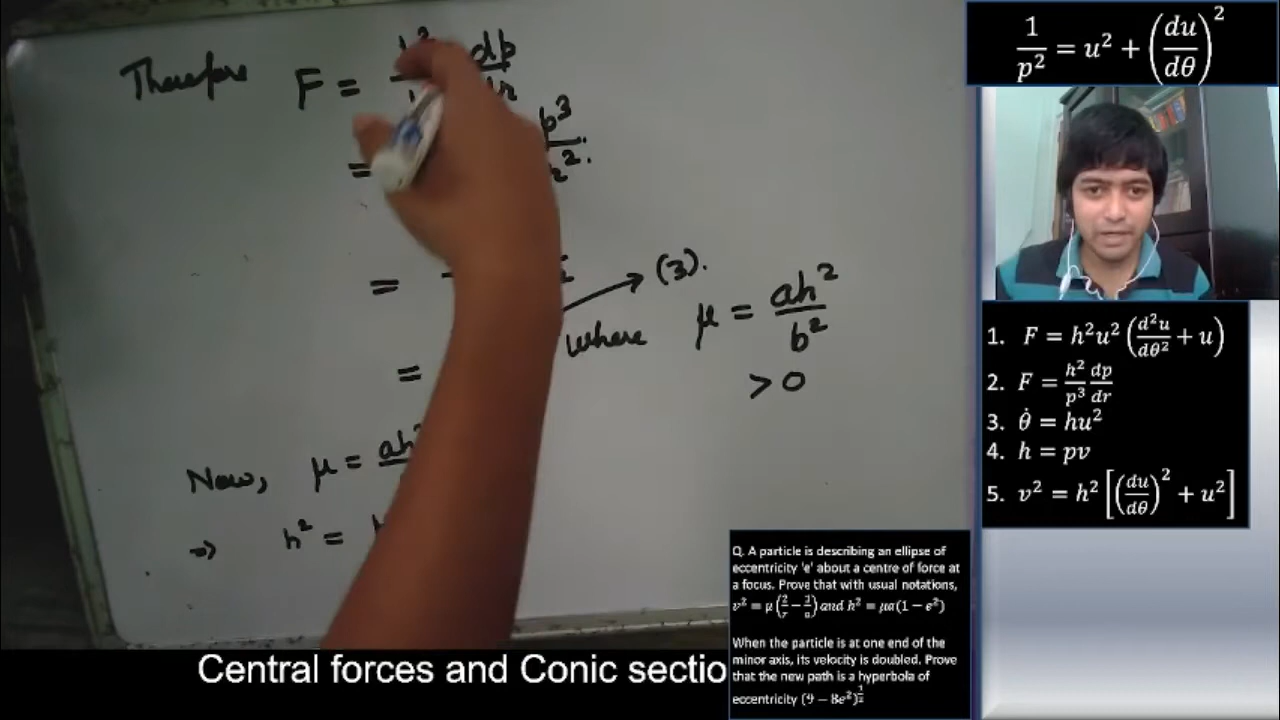 Therefore F = dp
= b³
r².
= (3).
where μ = ah²/b²
= > 0
Now, μ = ah²
⇒ h² =
Central forces and Conic sectio
1/p² = u² + (du/dθ)²
1. F = h²u² (d²u/dθ² + u)
2. F = h²/p³ dp/dr
3. θ̇ = hu²
4. h = pv
5. v² = h² [(du/dθ)² + u²]
Q. A particle is describing an ellipse of
eccentricity 'e' about a centre of force at
a focus. Prove that with usual notations,
v² = μ(2/r − 1/a) and h² = μa(1 − e²)
When the particle is at one end of the
minor axis, its velocity is doubled. Prove
that the new path is a hyperbola of
eccentricity (9 − 8e²)^½